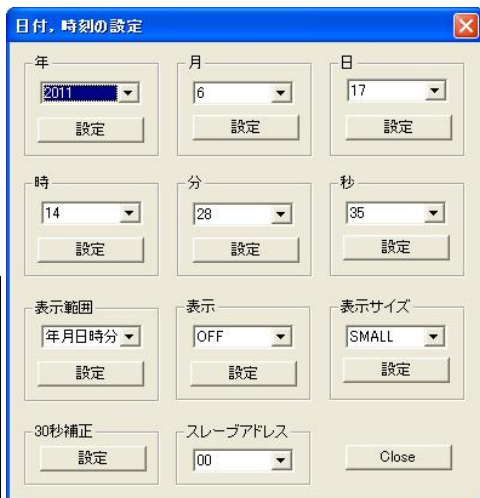 日付，時刻の設定
年 月 日
2011 6 17
設定 設定 設定
時 分 秒
14 28 35
設定 設定 設定
表示範囲 表示 表示サイズ
年月日時分 OFF SMALL
設定 設定 設定
30秒補正 スレーブアドレス
設定 00 Close